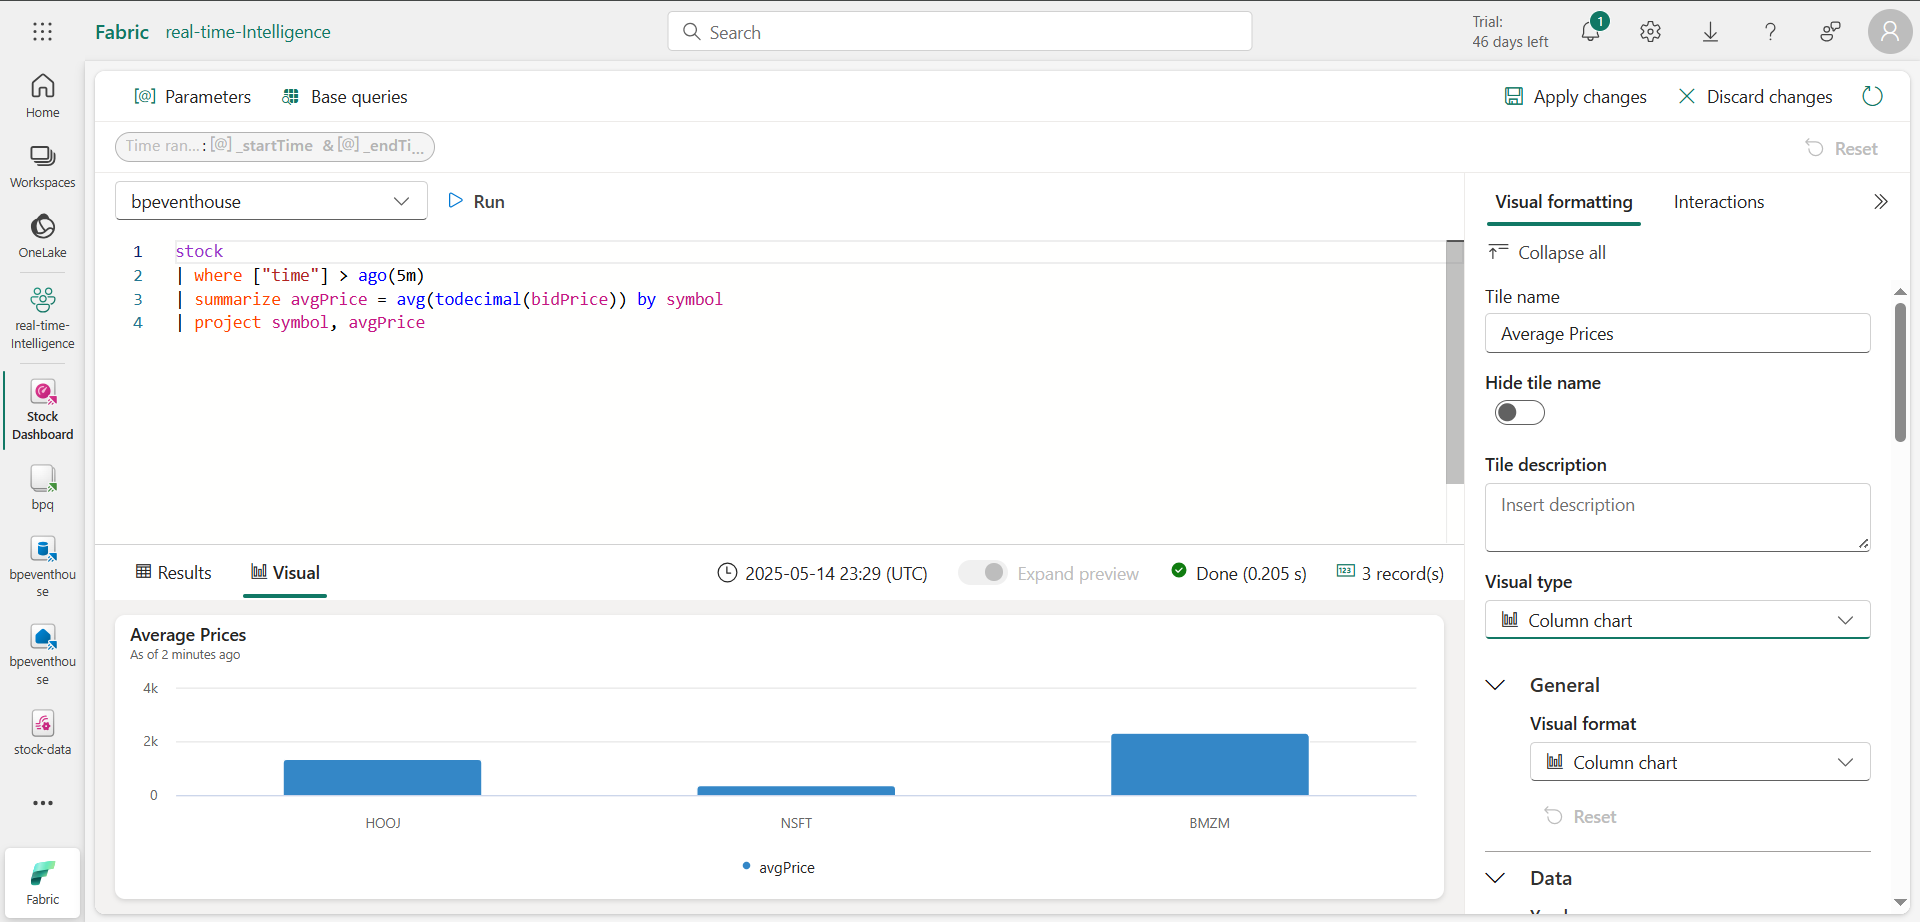 Fabric real-time-Intelligence
Search
Trial:
46 days left
1
Home
Workspaces
OneLake
real-time-
Intelligence
Stock
Dashboard
bpq
bpeventhou
se
bpeventhou
se
stock-data
Fabric
Parameters
Base queries
Apply changes
Discard changes
Time ran... : [@] _startTime & [@] _endTi...
Reset
bpeventhouse
Run
1 stock
2 | where ["time"] > ago(5m)
3 | summarize avgPrice = avg(todecimal(bidPrice)) by symbol
4 | project symbol, avgPrice
Results
Visual
2025-05-14 23:29 (UTC)
Expand preview
Done (0.205 s)
3 record(s)
Average Prices
As of 2 minutes ago
4k
2k
0
HOOJ NSFT BMZM
avgPrice
Visual formatting
Interactions
Collapse all
Tile name
Average Prices
Hide tile name
Tile description
Insert description
Visual type
Column chart
General
Visual format
Column chart
Reset
Data